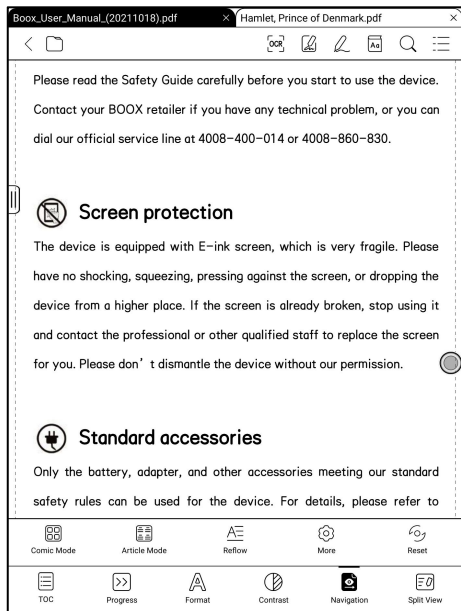 Boox_User_Manual_(20211018).pdf × Hamlet, Prince of Denmark.pdf ×
OCR Aa
Please read the Safety Guide carefully before you start to use the device.
Contact your BOOX retailer if you have any technical problem, or you can
dial our official service line at 4008-400-014 or 4008-860-830.
Screen protection
The device is equipped with E-ink screen, which is very fragile. Please
have no shocking, squeezing, pressing against the screen, or dropping the
device from a higher place. If the screen is already broken, stop using it
and contact the professional or other qualified staff to replace the screen
for you. Please don’t dismantle the device without our permission.
Standard accessories
Only the battery, adapter, and other accessories meeting our standard
safety rules can be used for the device. For details, please refer to
Comic Mode Article Mode Reflow More Reset
TOC Progress Format Contrast Navigation Split View